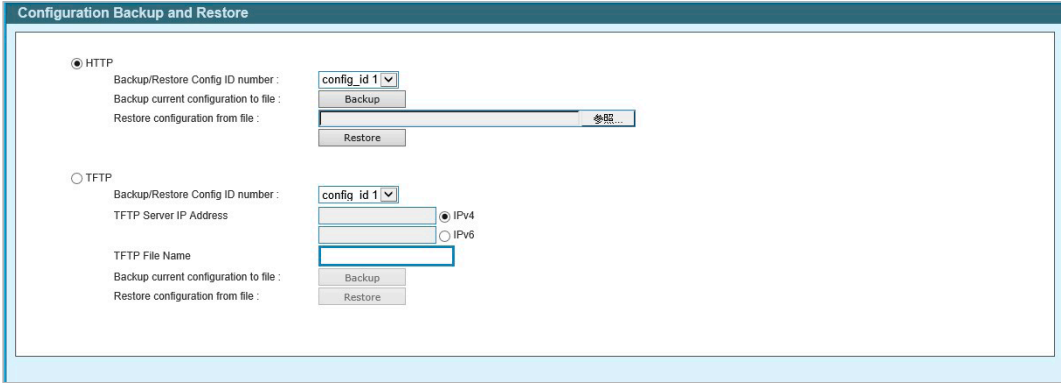 Configuration Backup and Restore
HTTP
Backup/Restore Config ID number :
config_id 1
Backup current configuration to file :
Backup
Restore configuration from file :
参照...
Restore
TFTP
Backup/Restore Config ID number :
config_id 1
TFTP Server IP Address
IPv4
IPv6
TFTP File Name
Backup current configuration to file :
Backup
Restore configuration from file :
Restore